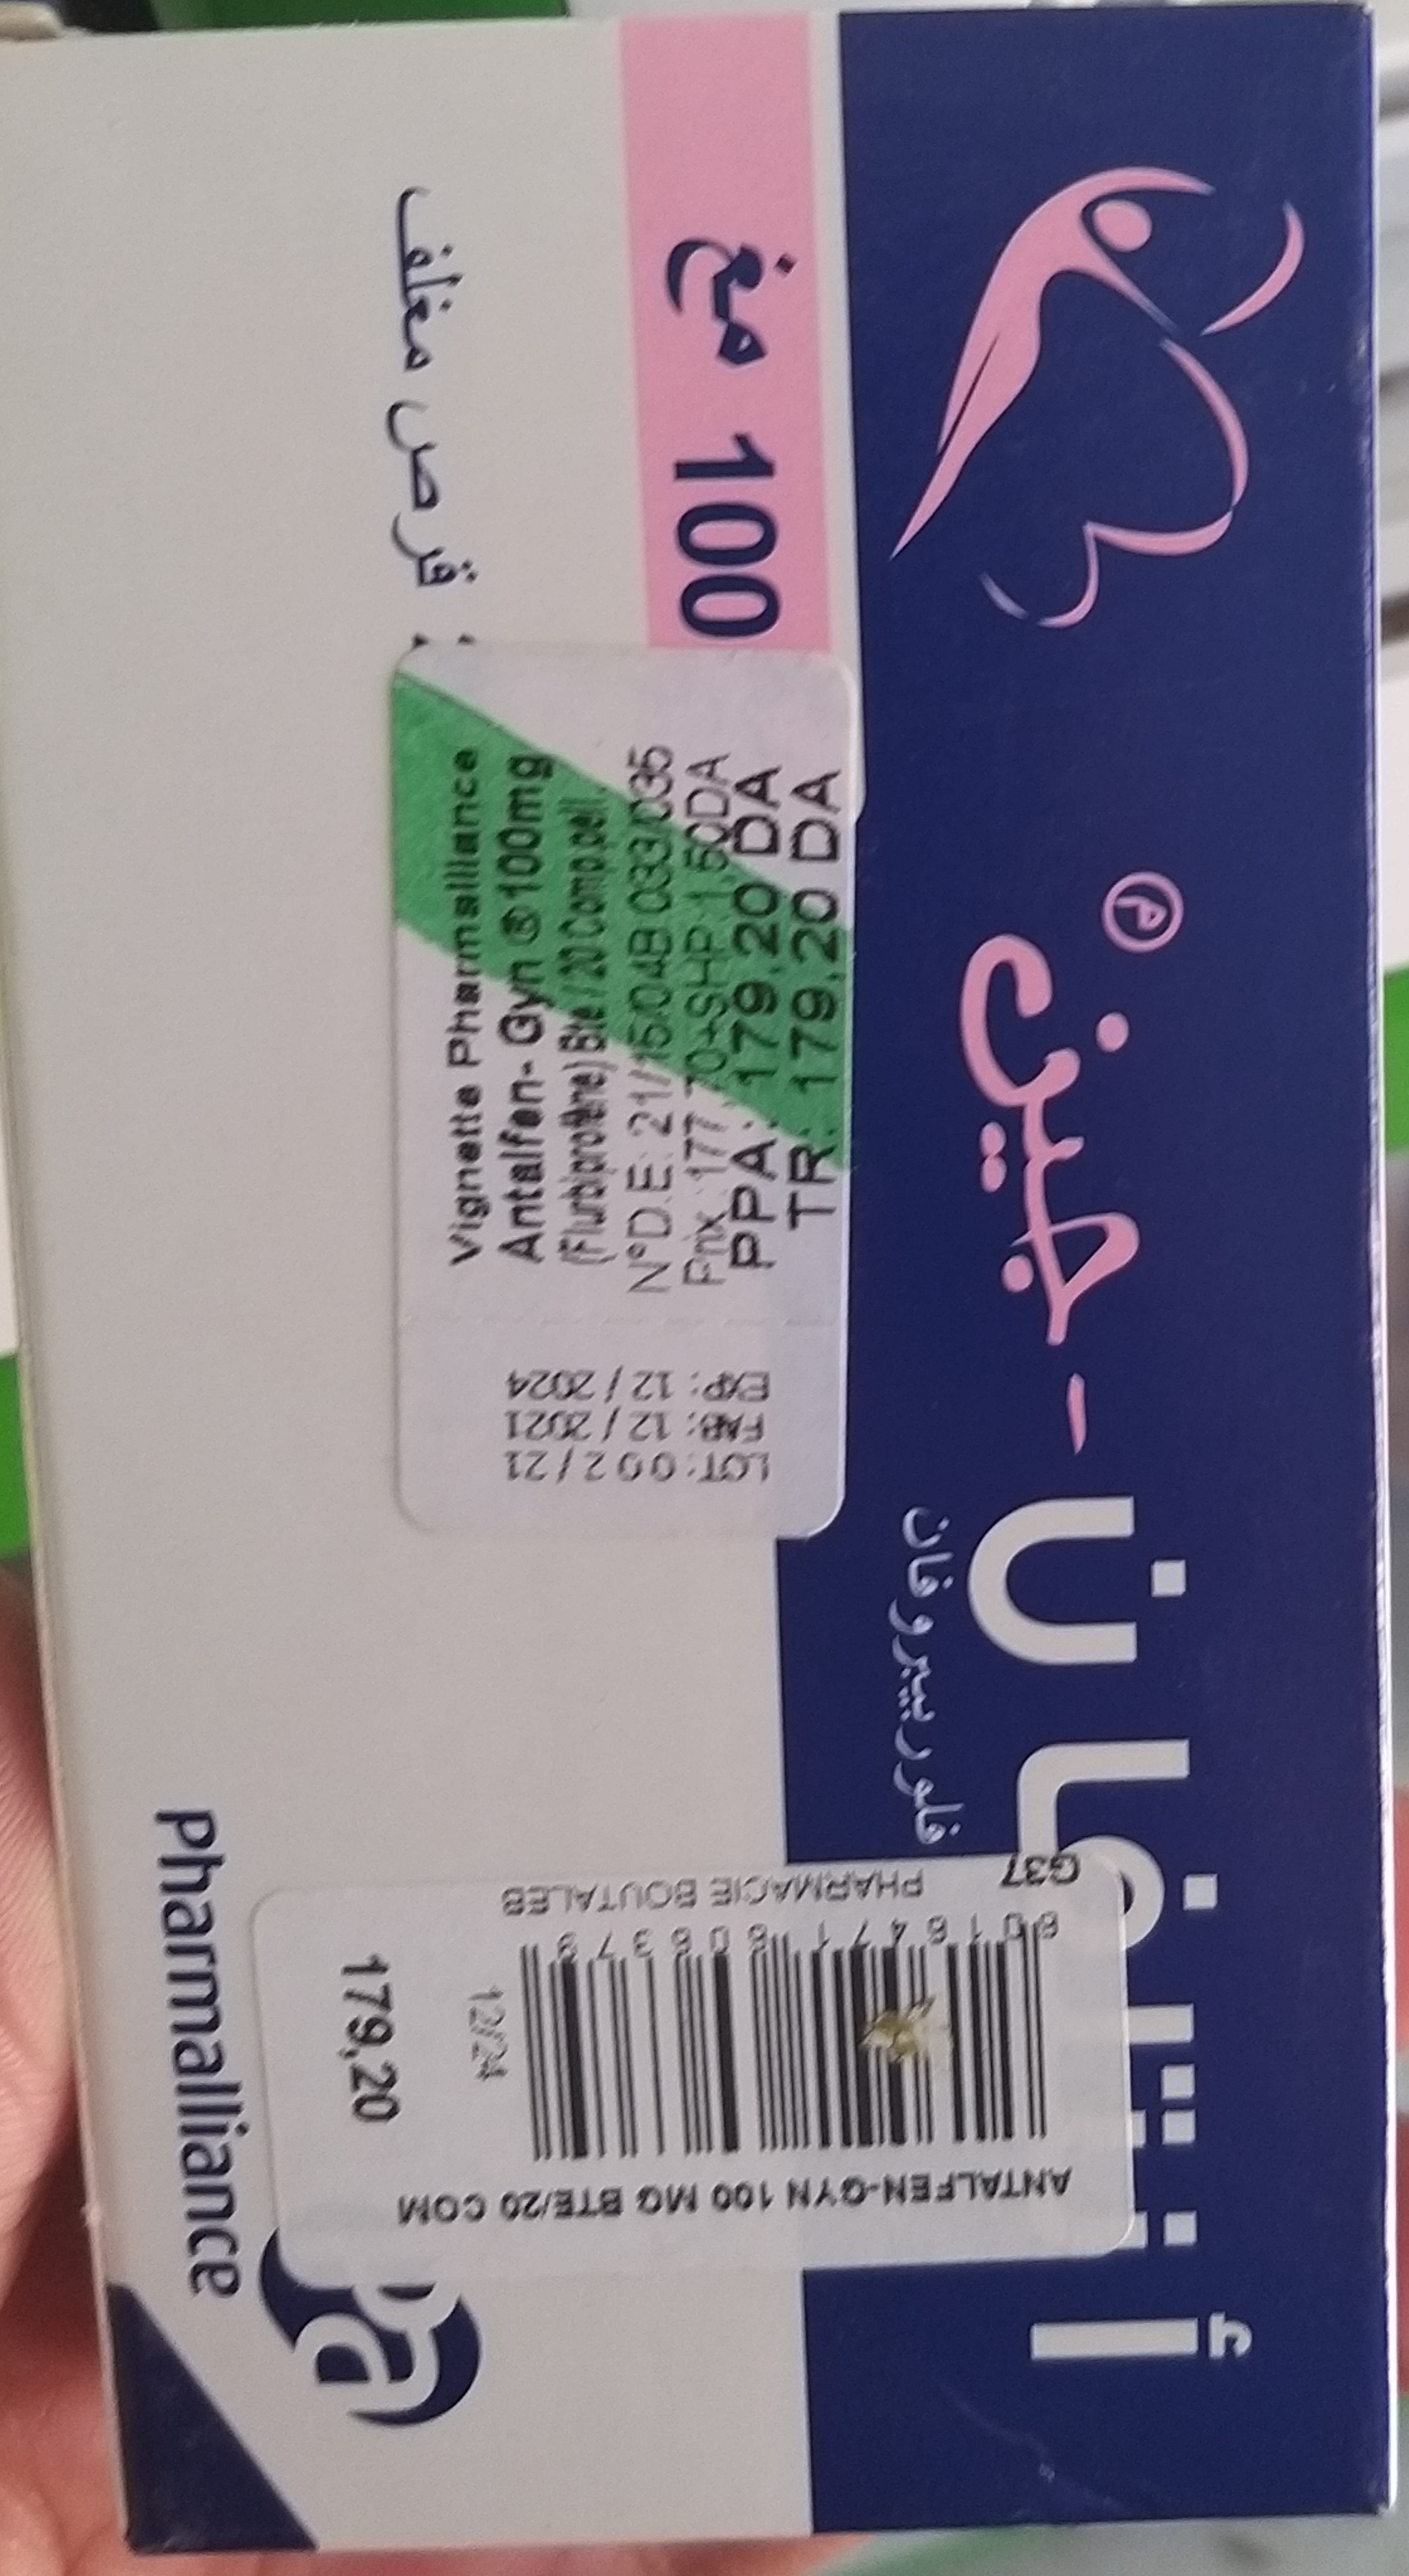 أنتلفان - جين®
فلوربيبروفان
100 مغ
قرص مغلف
Vignette Pharmalliance
Antalfen- Gyn ®100mg
(Flurbiprofène) Bte / 20 Comp.pell.
N°D.E: 21/15/04B 033/035
Prix: 177.70+SHP:1.50DA
PPA: 179,20 DA
TR: 179,20 DA
LOT: 002/21
FAB: 12 / 2021
EXP: 12 / 2024
ANTALFEN-GYN 100 MG BTE/20 COM
PHARMACIE BOUTALEB
G37
12/24
179,20
Pharmalliance